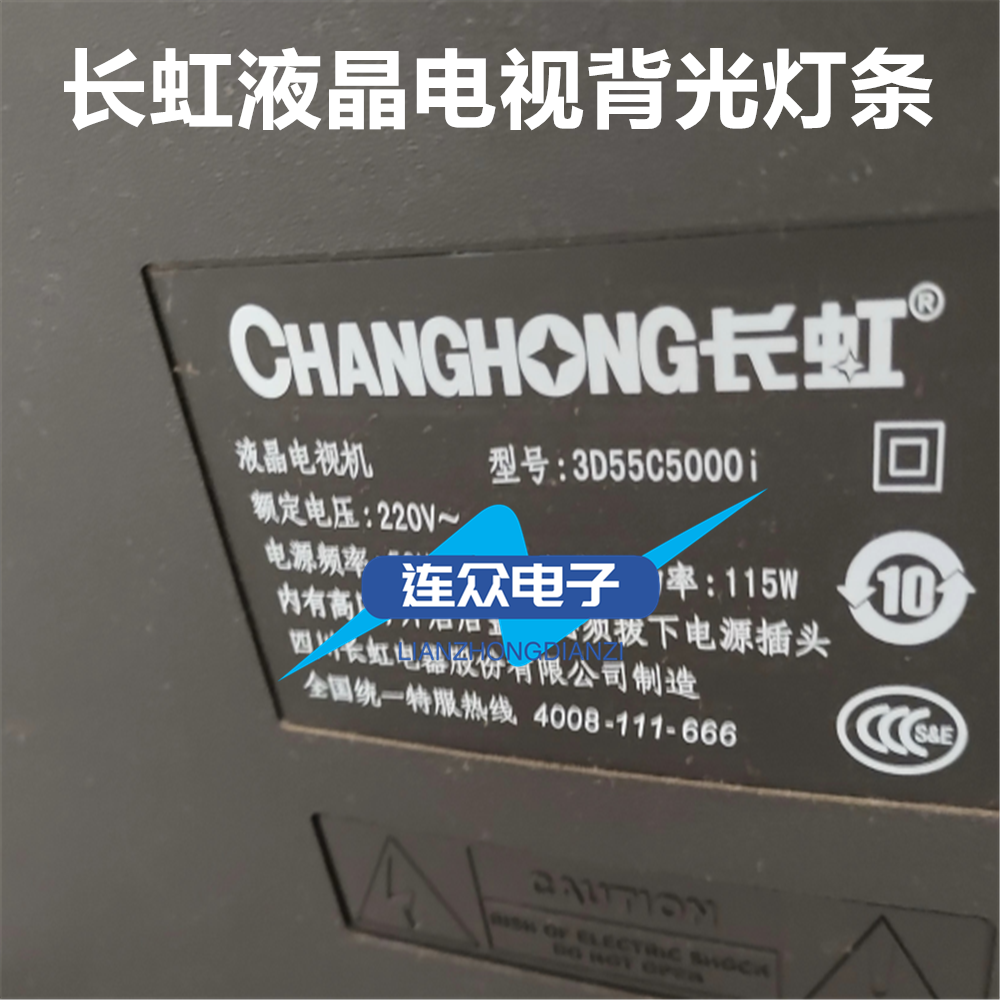 长虹液晶电视背光灯条
CHANGHONG长虹®
液晶电视机 型号:3D55C5000i
额定电压:220V~
电源频率 率:115W
10
内有高 须拔下电源插头
连众电子
LIANZHONGDIANZI
四川长虹电器股份有限公司制造
全国统一特服热线 4008-111-666
CCC S&E
CAUTION
RISK OF ELECTRIC SHOCK
DO NOT OPEN